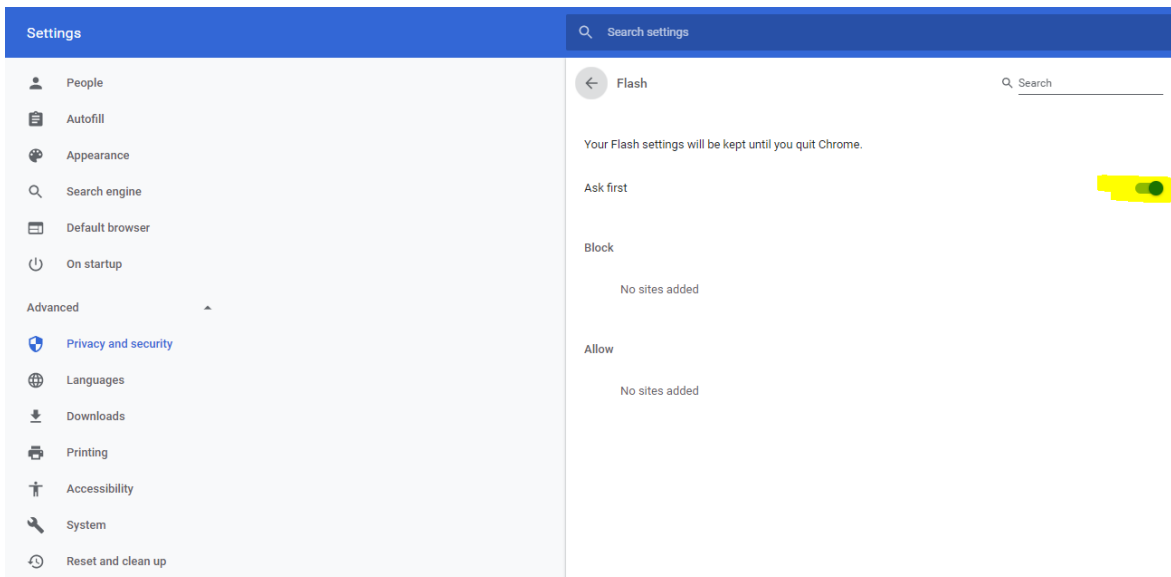 Settings
Search settings
People
Autofill
Appearance
Search engine
Default browser
On startup
Advanced
Privacy and security
Languages
Downloads
Printing
Accessibility
System
Reset and clean up
Flash
Search
Your Flash settings will be kept until you quit Chrome.
Ask first
Block
No sites added
Allow
No sites added